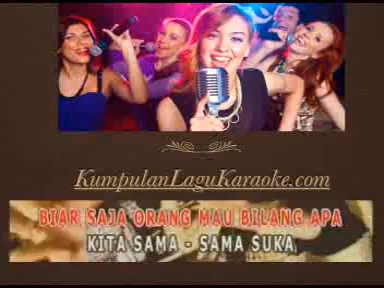 KumpulanLaguKaraoke.com
BIAR SAJA ORANG MAU BILANG APA
KITA SAMA - SAMA SUKA